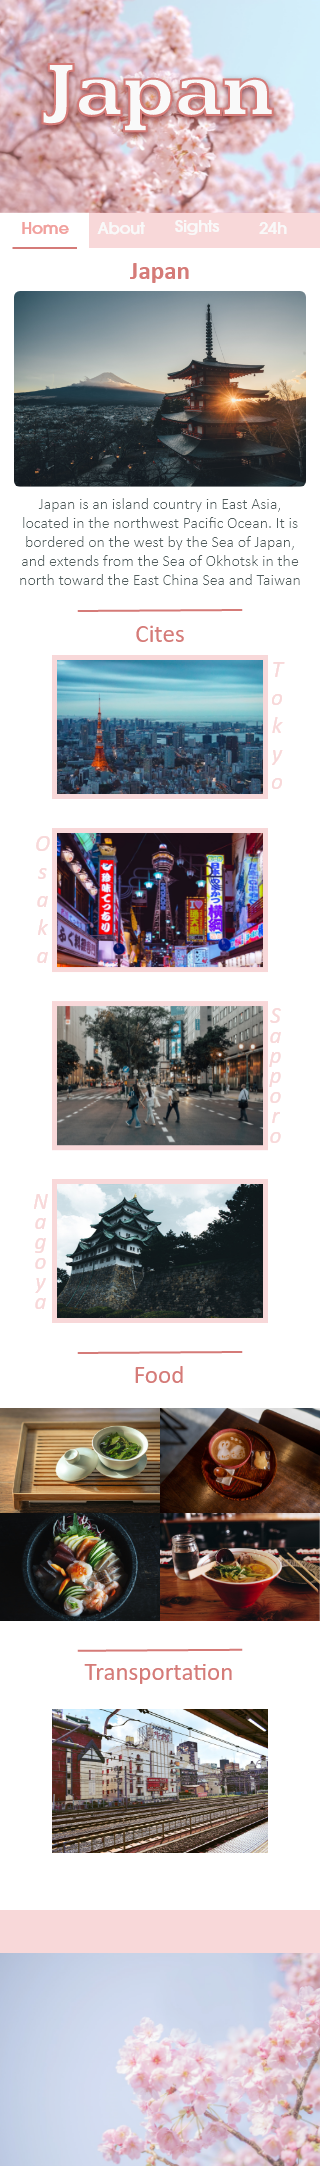 Japan
Home About Sights 24h
Japan
Japan is an island country in East Asia,
located in the northwest Pacific Ocean. It is
bordered on the west by the Sea of Japan,
and extends from the Sea of Okhotsk in the
north toward the East China Sea and Taiwan
Cites
Tokyo
Osaka
Sapporo
Nagoya
Food
Transportation